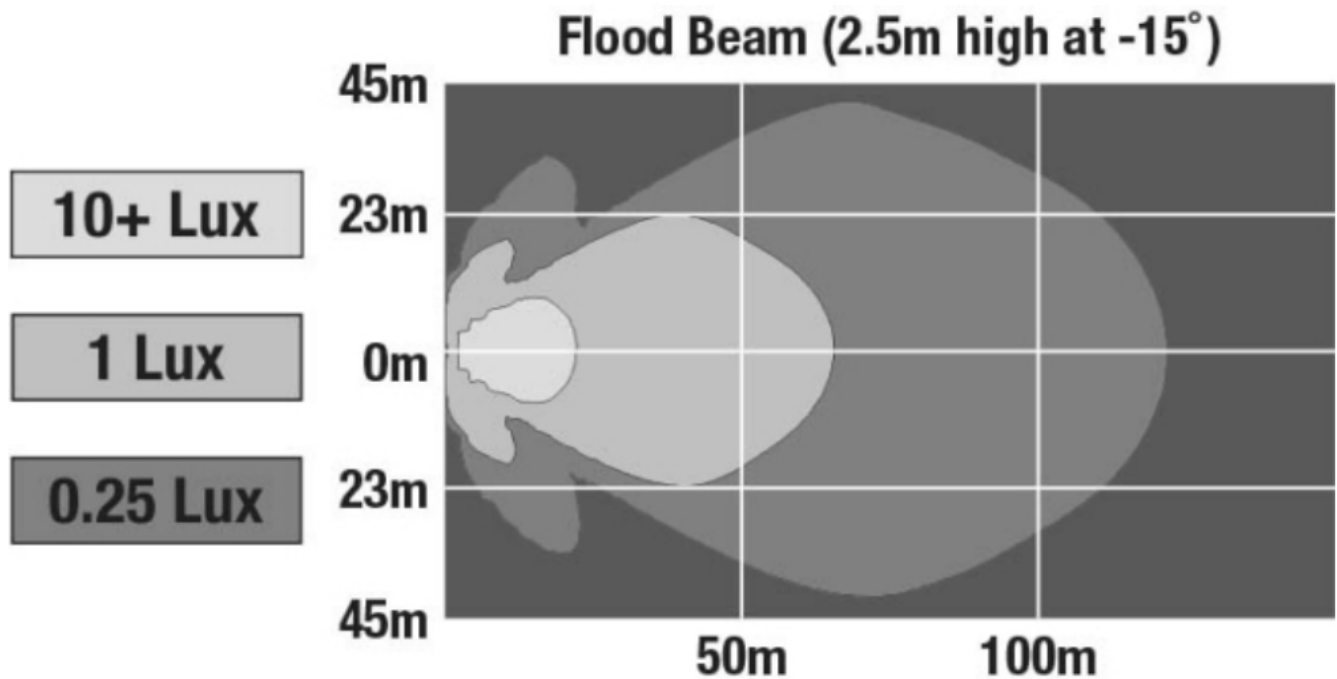 Flood Beam (2.5m high at -15°)
45m
10+ Lux
23m
1 Lux
0m
0.25 Lux
23m
45m
50m 100m